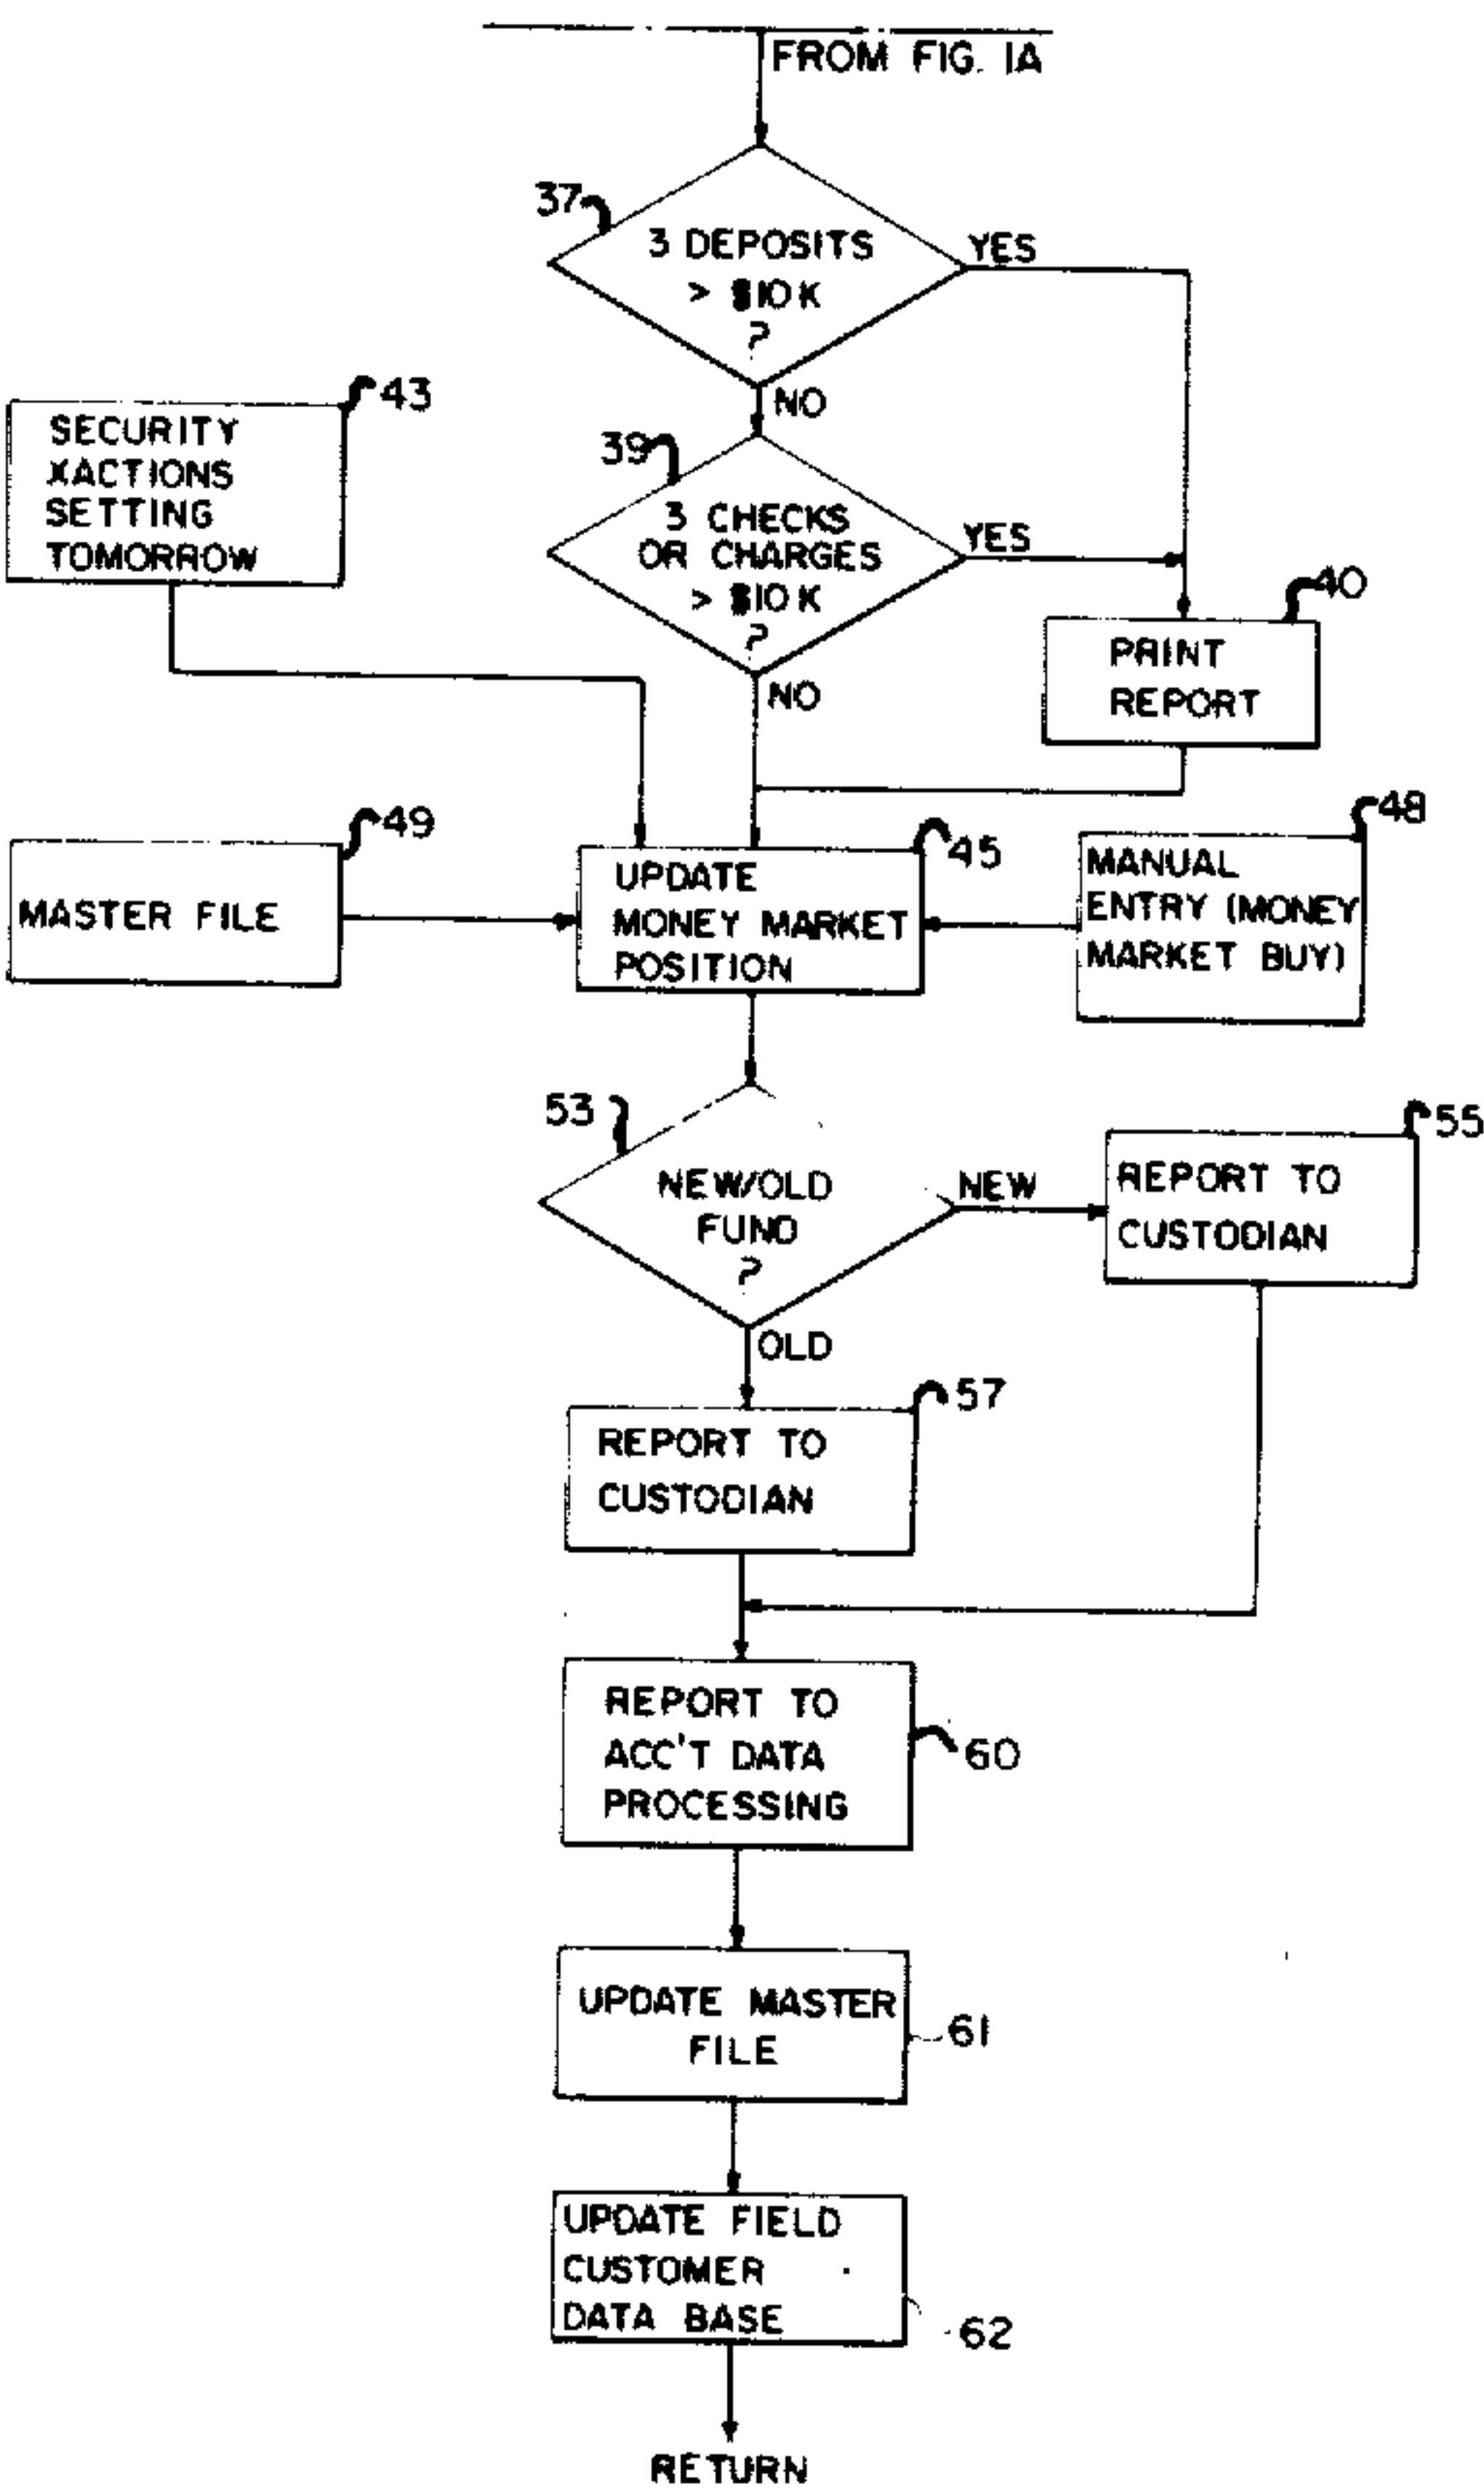 FROM FIG. 1A
37
3 DEPOSITS
> $10K
?
YES
NO
43
SECURITY
XACTIONS
SETTING
TOMORROW
39
3 CHECKS
OR CHARGES
> $10K
?
YES
NO
40
PRINT
REPORT
49
MASTER FILE
45
UPDATE
MONEY MARKET
POSITION
48
MANUAL
ENTRY (MONEY
MARKET BUY)
53
NEW/OLD
FUND
?
NEW
OLD
55
REPORT TO
CUSTODIAN
57
REPORT TO
CUSTODIAN
REPORT TO
ACC'T DATA
PROCESSING
60
UPDATE MASTER
FILE
61
UPDATE FIELD
CUSTOMER
DATA BASE
62
RETURN